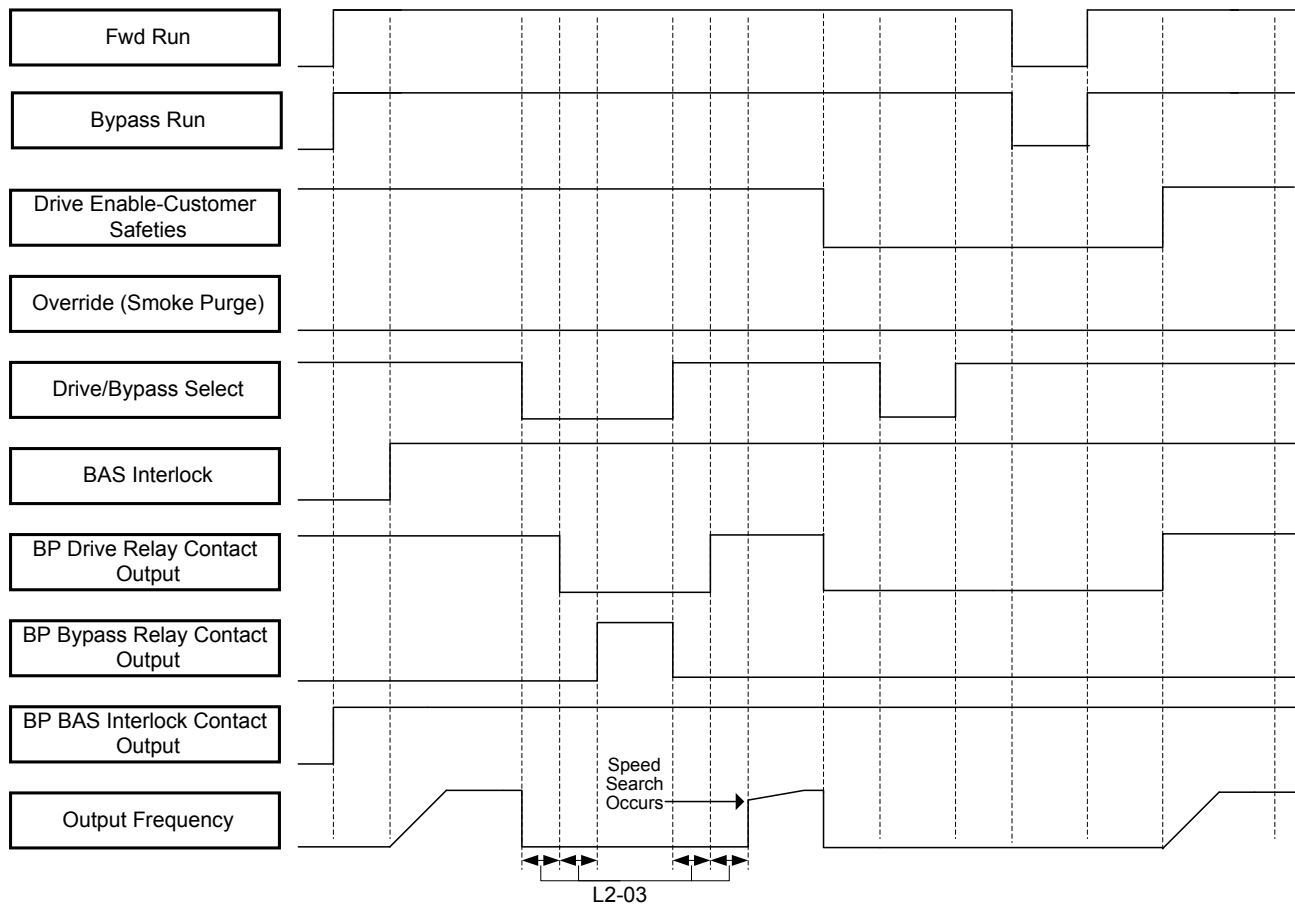 Fwd Run
Bypass Run
Drive Enable-Customer
Safeties
Override (Smoke Purge)
Drive/Bypass Select
BAS Interlock
BP Drive Relay Contact
Output
BP Bypass Relay Contact
Output
BP BAS Interlock Contact
Output
Speed
Search
Occurs
Output Frequency
L2-03